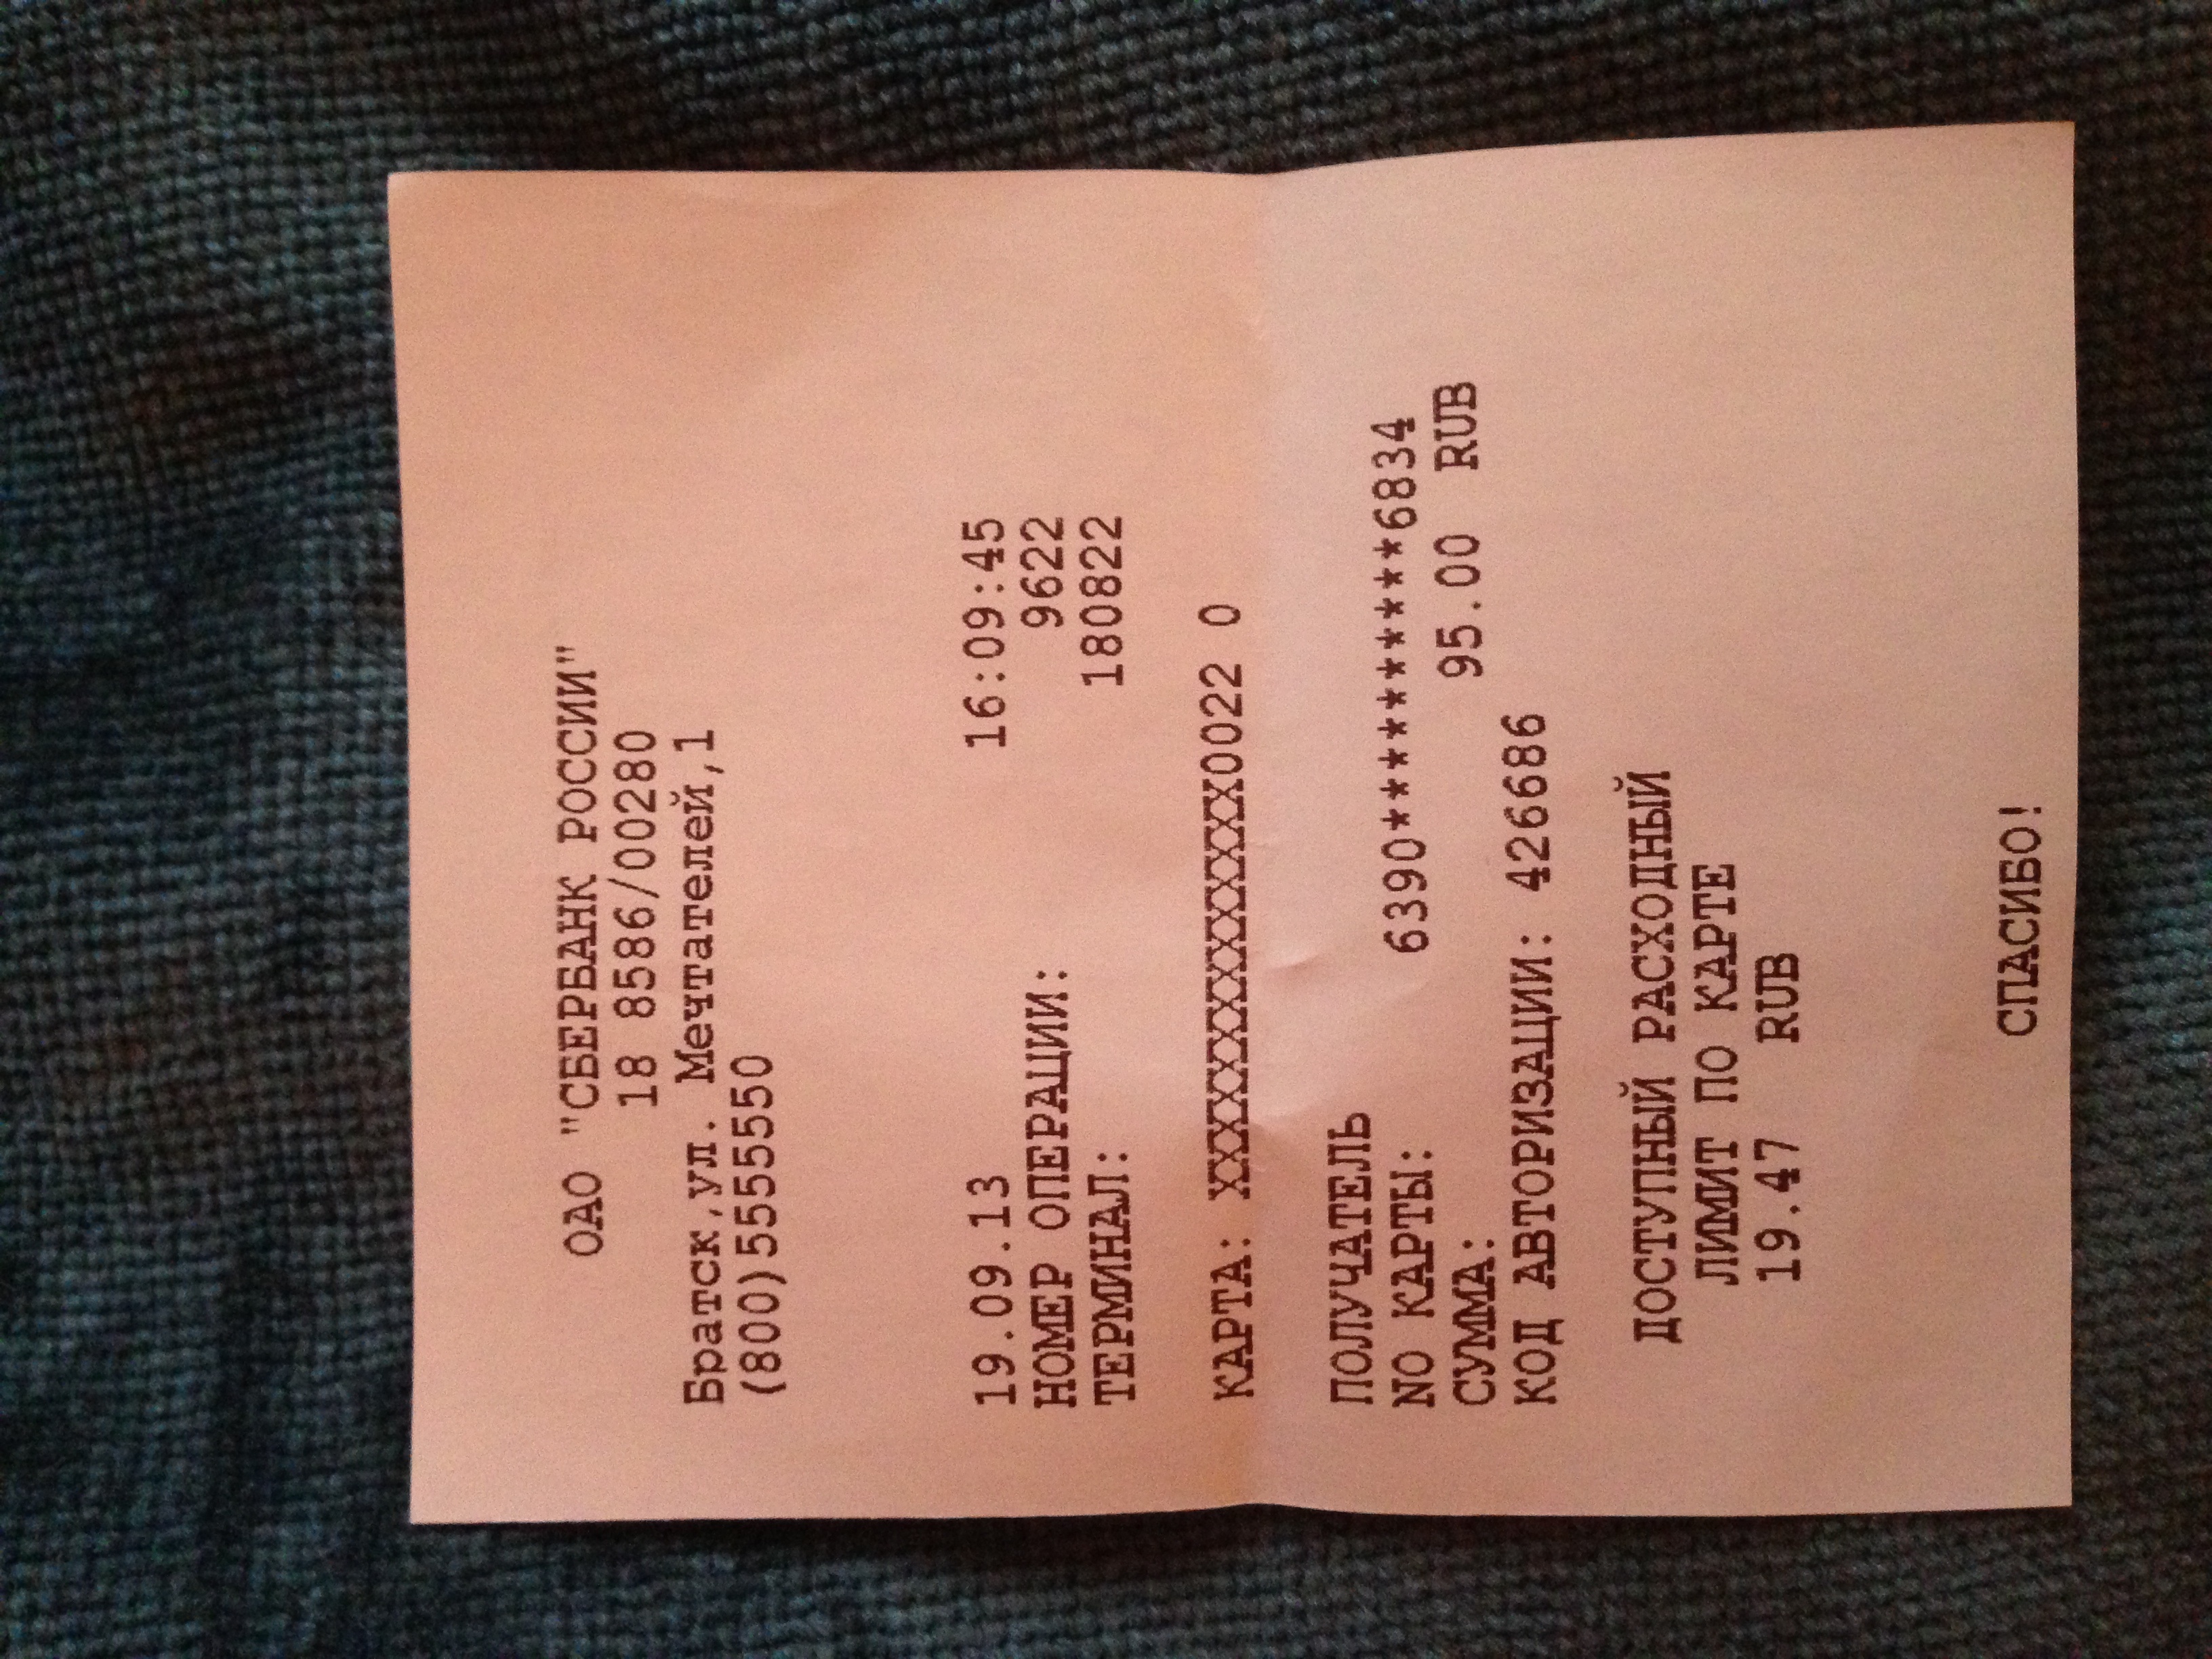 ОАО "СБЕРБАНК РОССИИ"
18 8586/00280
Братск,ул. Мечтателей,1
(800)5555550
19.09.13 16:09:45
НОМЕР ОПЕРАЦИИ: 9622
ТЕРМИНАЛ: 180822
КАРТА: XXXXXXXXXXXXXX0022 0
ПОЛУЧАТЕЛЬ
NO КАРТЫ: 6390**********6834
СУММА: 95.00 RUB
КОД АВТОРИЗАЦИИ: 426686
ДОСТУПНЫЙ РАСХОДНЫЙ
ЛИМИТ ПО КАРТЕ
19.47 RUB
СПАСИБО!